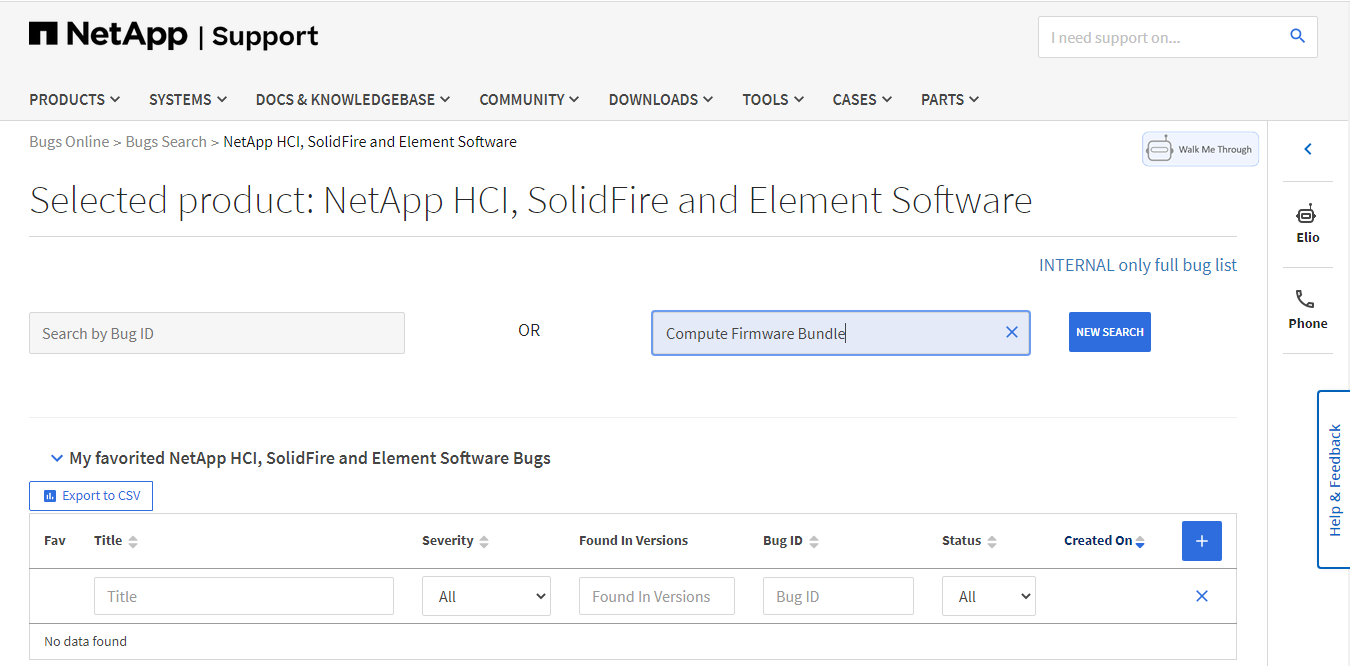 NetApp | Support
I need support on...
PRODUCTS SYSTEMS DOCS & KNOWLEDGEBASE COMMUNITY DOWNLOADS TOOLS CASES PARTS
Bugs Online > Bugs Search > NetApp HCI, SolidFire and Element Software
Walk Me Through
Selected product: NetApp HCI, SolidFire and Element Software
Elio
INTERNAL only full bug list
Phone
Search by Bug ID OR Compute Firmware Bundle NEW SEARCH
Help & Feedback
My favorited NetApp HCI, SolidFire and Element Software Bugs
Export to CSV
Fav Title Severity Found In Versions Bug ID Status Created On +
Title All Found In Versions Bug ID All
No data found